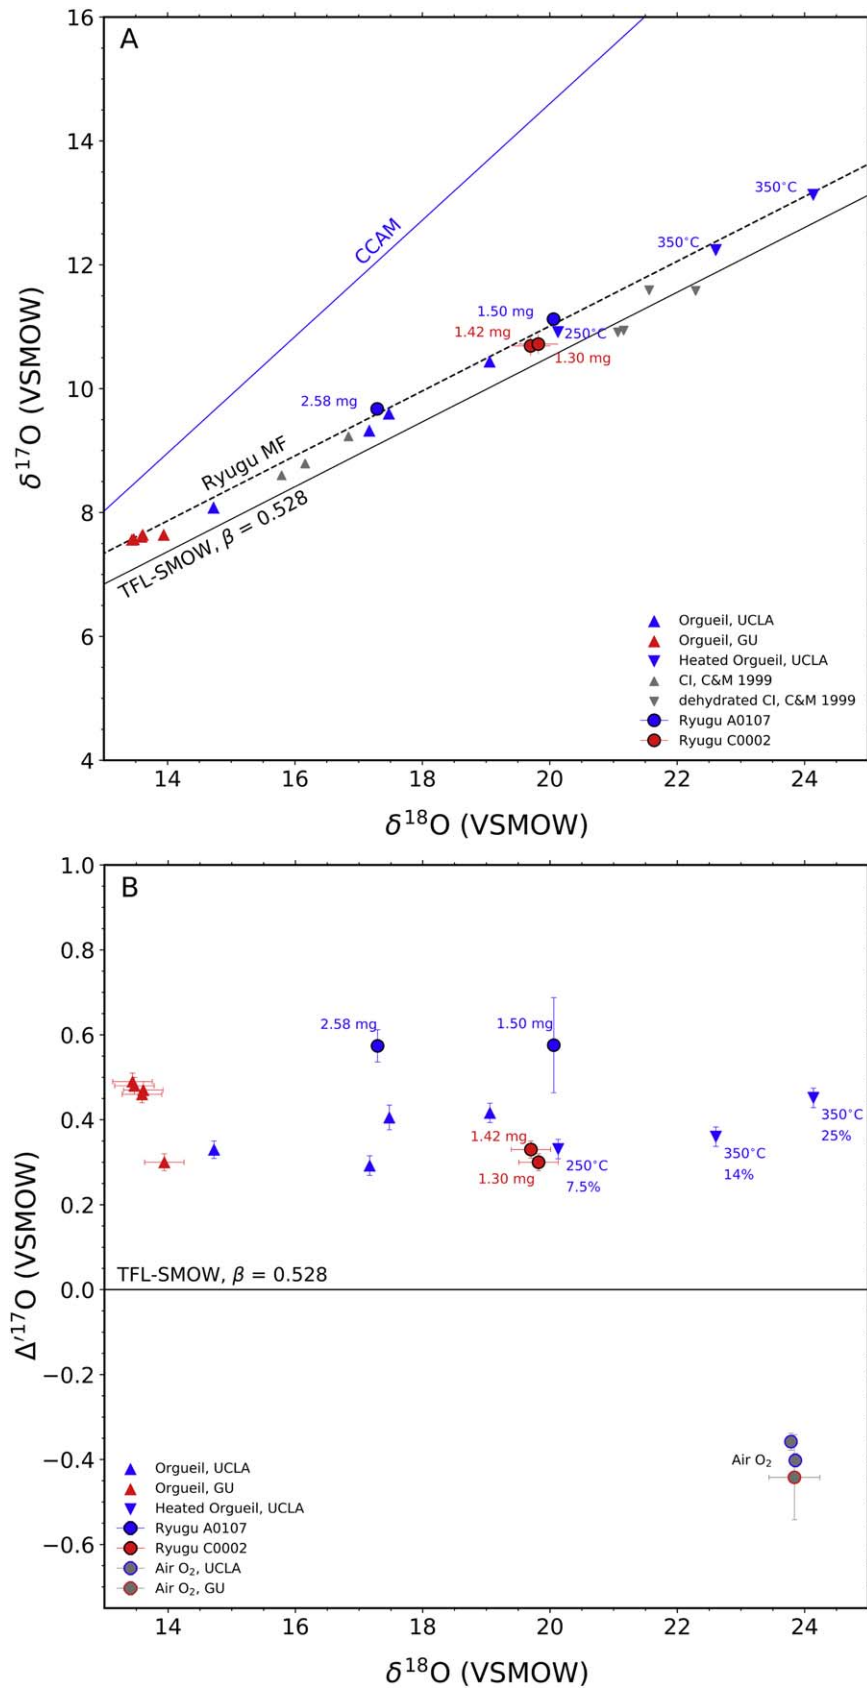 A
16
14
12
10
8
6
4
δ¹⁷O (VSMOW)
CCAM
350°C
350°C
1.50 mg
250°C
1.42 mg
1.30 mg
2.58 mg
Ryugu MF
TFL-SMOW, β = 0.528
Orgueil, UCLA
Orgueil, GU
Heated Orgueil, UCLA
CI, C&M 1999
dehydrated CI, C&M 1999
Ryugu A0107
Ryugu C0002
14 16 18 20 22 24
δ¹⁸O (VSMOW)
B
1.0
0.8
0.6
0.4
0.2
0.0
−0.2
−0.4
−0.6
Δ′¹⁷O (VSMOW)
2.58 mg
1.50 mg
1.42 mg
1.30 mg
250°C
7.5%
350°C
14%
350°C
25%
TFL-SMOW, β = 0.528
Air O₂
Orgueil, UCLA
Orgueil, GU
Heated Orgueil, UCLA
Ryugu A0107
Ryugu C0002
Air O₂, UCLA
Air O₂, GU
14 16 18 20 22 24
δ¹⁸O (VSMOW)